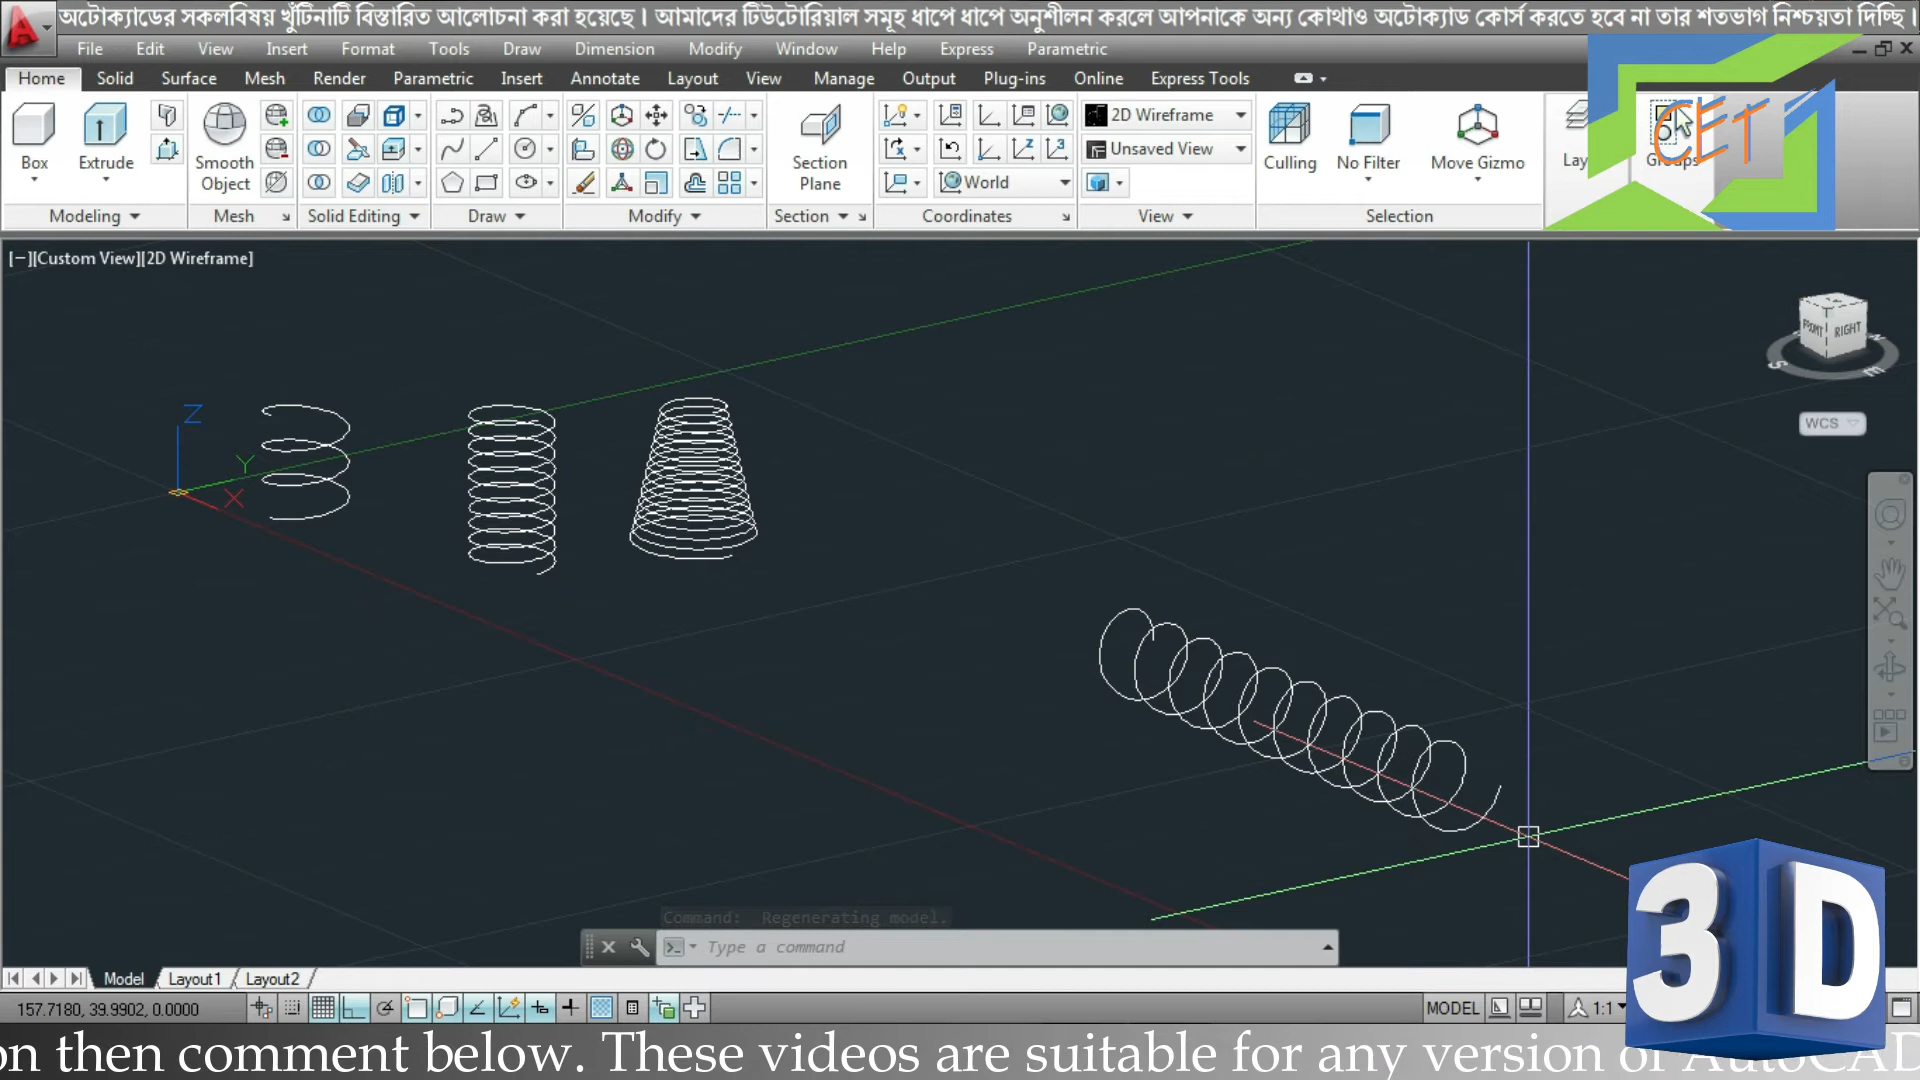 অটোক্যাডের সকলবিষয় খুঁটিনাটি বিস্তারিত আলোচনা করা হয়েছে। আমাদের টিউটোরিয়াল সমূহ ধাপে ধাপে অনুশীলন করলে আপনাকে অন্য কোথাও অটোক্যাড কোর্স করতে হবে না তার শতভাগ নিশ্চয়তা দিচ্ছি।
File Edit View Insert Format Tools Draw Dimension Modify Window Help Express Parametric
Home Solid Surface Mesh Render Parametric Insert Annotate Layout View Manage Output Plug-ins Online Express Tools
CET
2D Wireframe
Unsaved View
World
Box Extrude Smooth Object Section Plane Culling No Filter Move Gizmo Lay Groups
Modeling Mesh Solid Editing Draw Modify Section Coordinates View Selection
[−][Custom View][2D Wireframe]
FRONT RIGHT
S E
WCS
Z
Y
X
Command: Regenerating model.
Type a command
Model Layout1 Layout2
157.7180, 39.9902, 0.0000 MODEL 1:1
3D
on then comment below. These videos are suitable for any version of AutoCAD